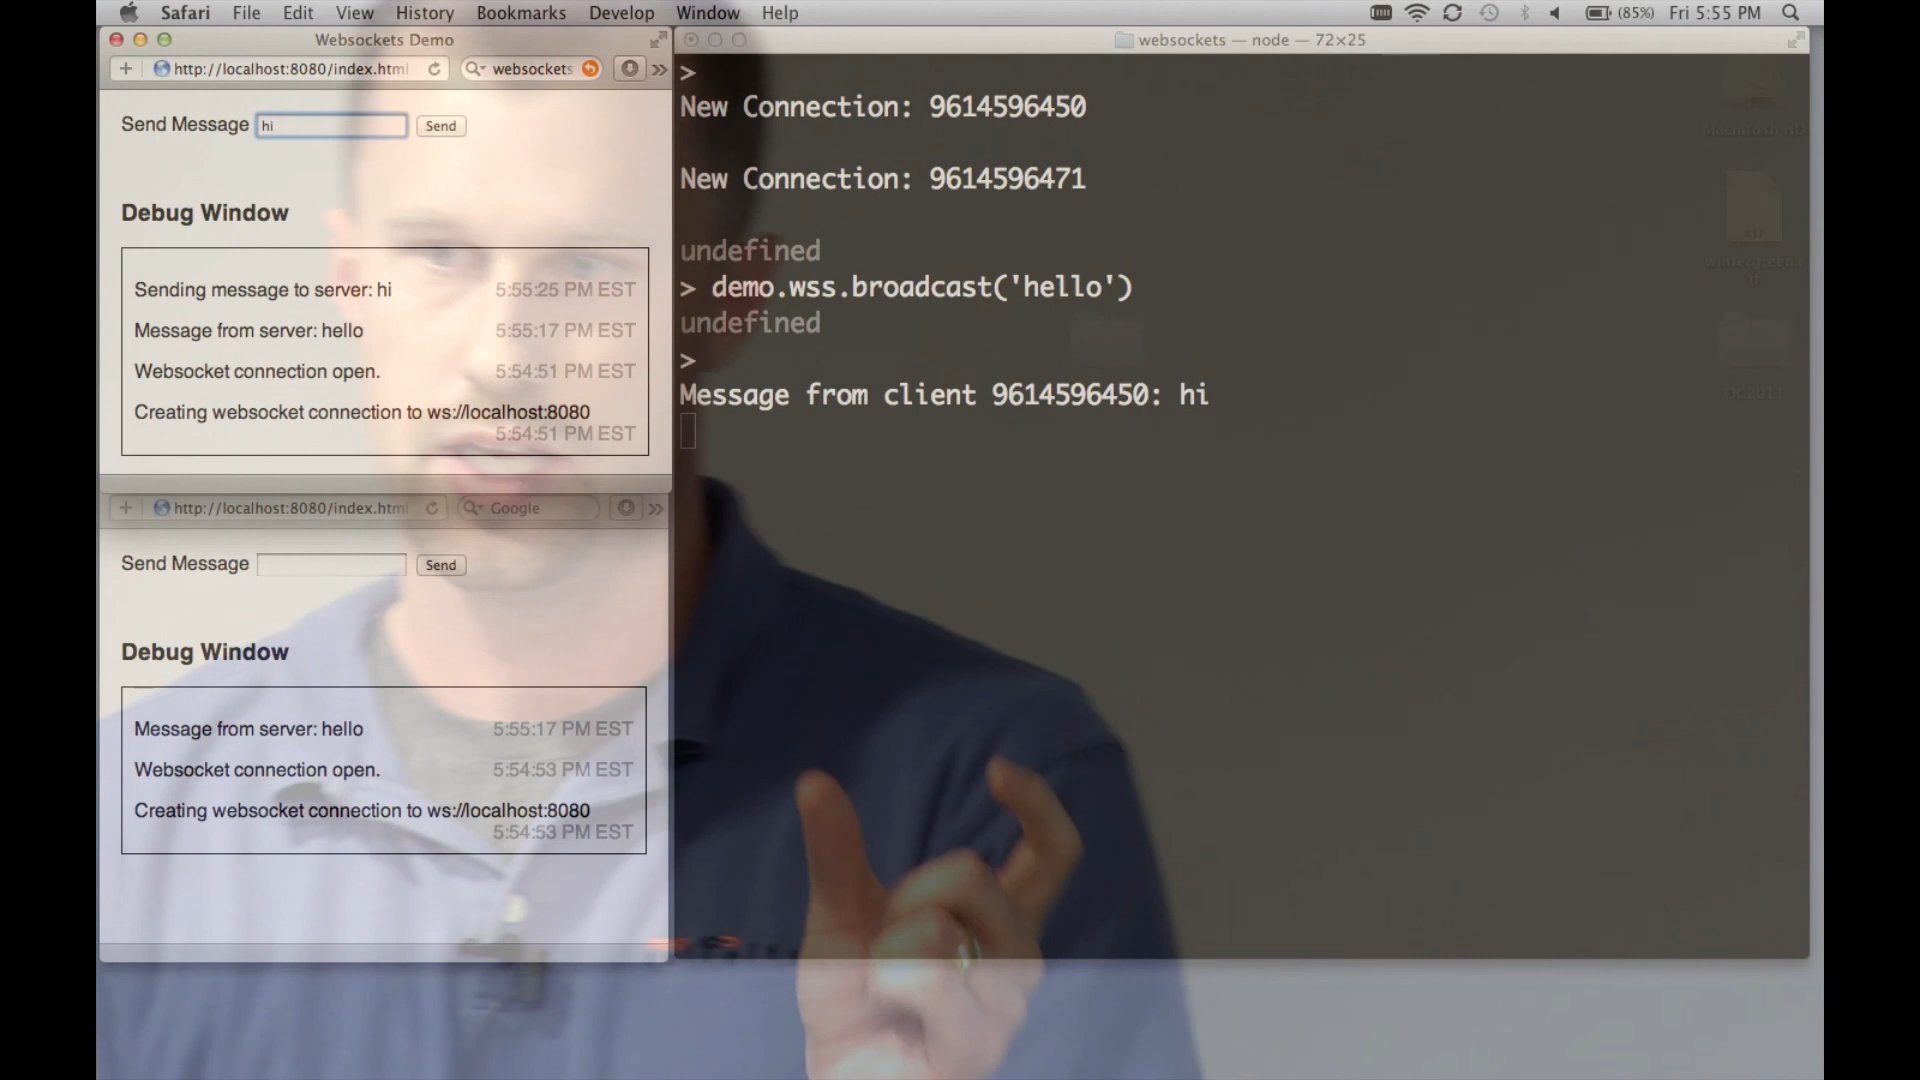 Safari File Edit View History Bookmarks Develop Window Help (85%) Fri 5:55 PM
Websockets Demo
http://localhost:8080/index.html websockets
Send Message hi Send
Debug Window
Sending message to server: hi 5:55:25 PM EST
Message from server: hello 5:55:17 PM EST
Websocket connection open. 5:54:51 PM EST
Creating websocket connection to ws://localhost:8080
5:54:51 PM EST
http://localhost:8080/index.html Google
Send Message Send
Debug Window
Message from server: hello 5:55:17 PM EST
Websocket connection open. 5:54:53 PM EST
Creating websocket connection to ws://localhost:8080
5:54:53 PM EST
websockets — node — 72×25
>
New Connection: 9614596450
New Connection: 9614596471
undefined
> demo.wss.broadcast('hello')
undefined
>
Message from client 9614596450: hi
Macintosh HD